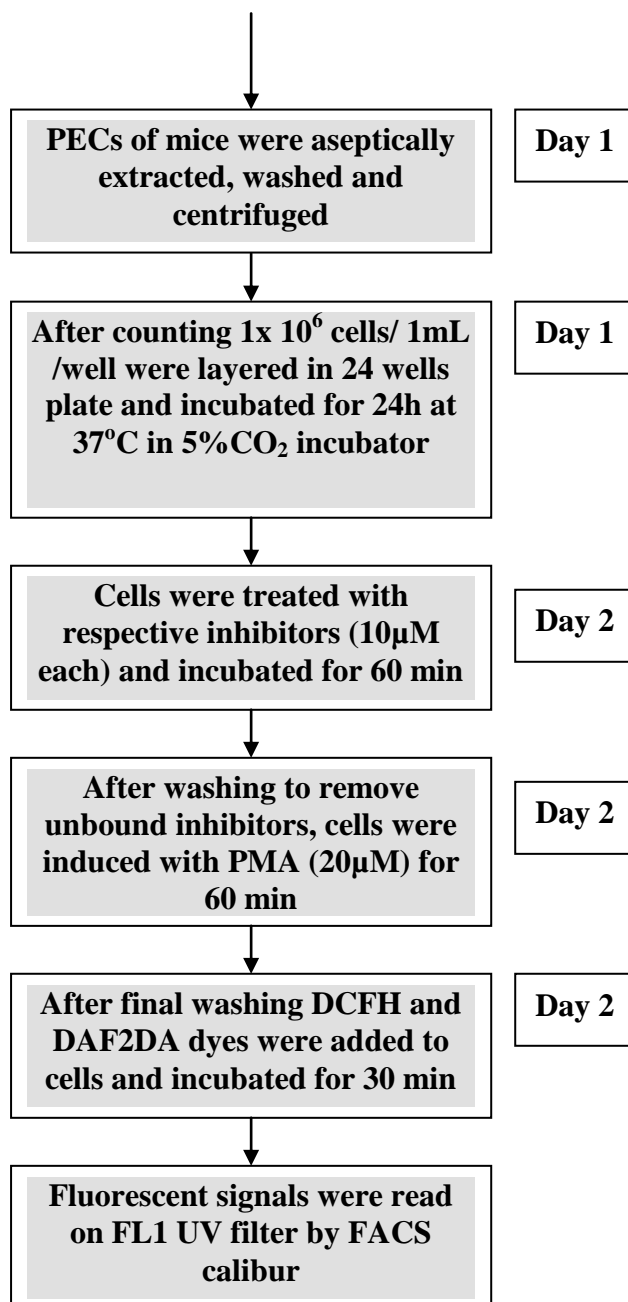 PECs of mice were aseptically
extracted, washed and
centrifuged
Day 1
After counting 1x 10⁶ cells/ 1mL
/well were layered in 24 wells
plate and incubated for 24h at
37°C in 5%CO₂ incubator
Day 1
Cells were treated with
respective inhibitors (10µM
each) and incubated for 60 min
Day 2
After washing to remove
unbound inhibitors, cells were
induced with PMA (20µM) for
60 min
Day 2
After final washing DCFH and
DAF2DA dyes were added to
cells and incubated for 30 min
Day 2
Fluorescent signals were read
on FL1 UV filter by FACS
calibur